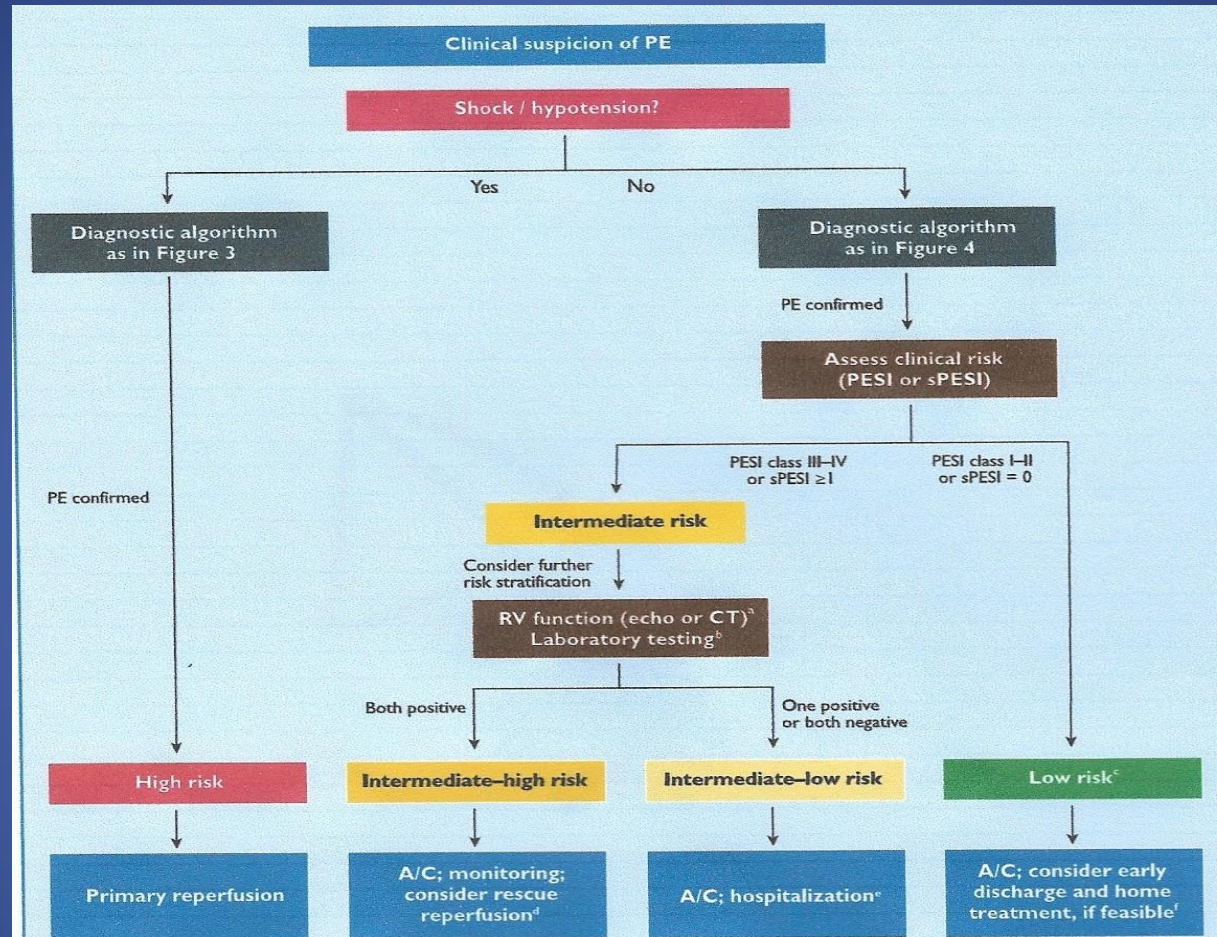 Clinical suspicion of PE
Shock / hypotension?
Yes
No
Diagnostic algorithm
as in Figure 3
Diagnostic algorithm
as in Figure 4
PE confirmed
Assess clinical risk
(PESI or sPESI)
PESI class III–IV
or sPESI ≥1
PESI class I–II
or sPESI = 0
PE confirmed
Intermediate risk
Consider further
risk stratification
RV function (echo or CT)ᵃ
Laboratory testingᵇ
Both positive
One positive
or both negative
High risk
Intermediate–high risk
Intermediate–low risk
Low riskᶜ
Primary reperfusion
A/C; monitoring;
consider rescue
reperfusionᵈ
A/C; hospitalizationᵉ
A/C; consider early
discharge and home
treatment, if feasibleᶠ